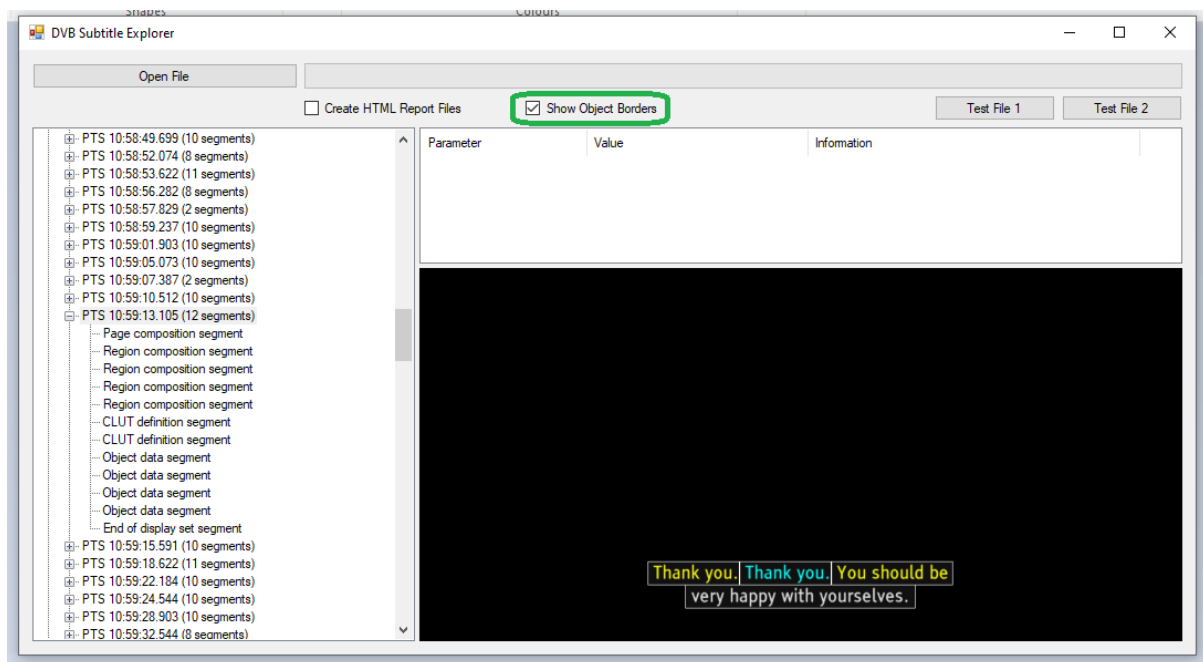 Shapes Colours
DVB Subtitle Explorer
Open File
Create HTML Report Files Show Object Borders Test File 1 Test File 2
Parameter Value Information
PTS 10:58:49.699 (10 segments)
PTS 10:58:52.074 (8 segments)
PTS 10:58:53.622 (11 segments)
PTS 10:58:56.282 (8 segments)
PTS 10:58:57.829 (2 segments)
PTS 10:58:59.237 (10 segments)
PTS 10:59:01.903 (10 segments)
PTS 10:59:05.073 (10 segments)
PTS 10:59:07.387 (2 segments)
PTS 10:59:10.512 (10 segments)
PTS 10:59:13.105 (12 segments)
Page composition segment
Region composition segment
Region composition segment
Region composition segment
Region composition segment
CLUT definition segment
CLUT definition segment
Object data segment
Object data segment
Object data segment
Object data segment
End of display set segment
PTS 10:59:15.591 (10 segments)
PTS 10:59:18.622 (11 segments)
PTS 10:59:22.184 (10 segments)
PTS 10:59:24.544 (10 segments)
PTS 10:59:28.903 (10 segments)
PTS 10:59:32.544 (8 segments)
Thank you. Thank you. You should be
very happy with yourselves.